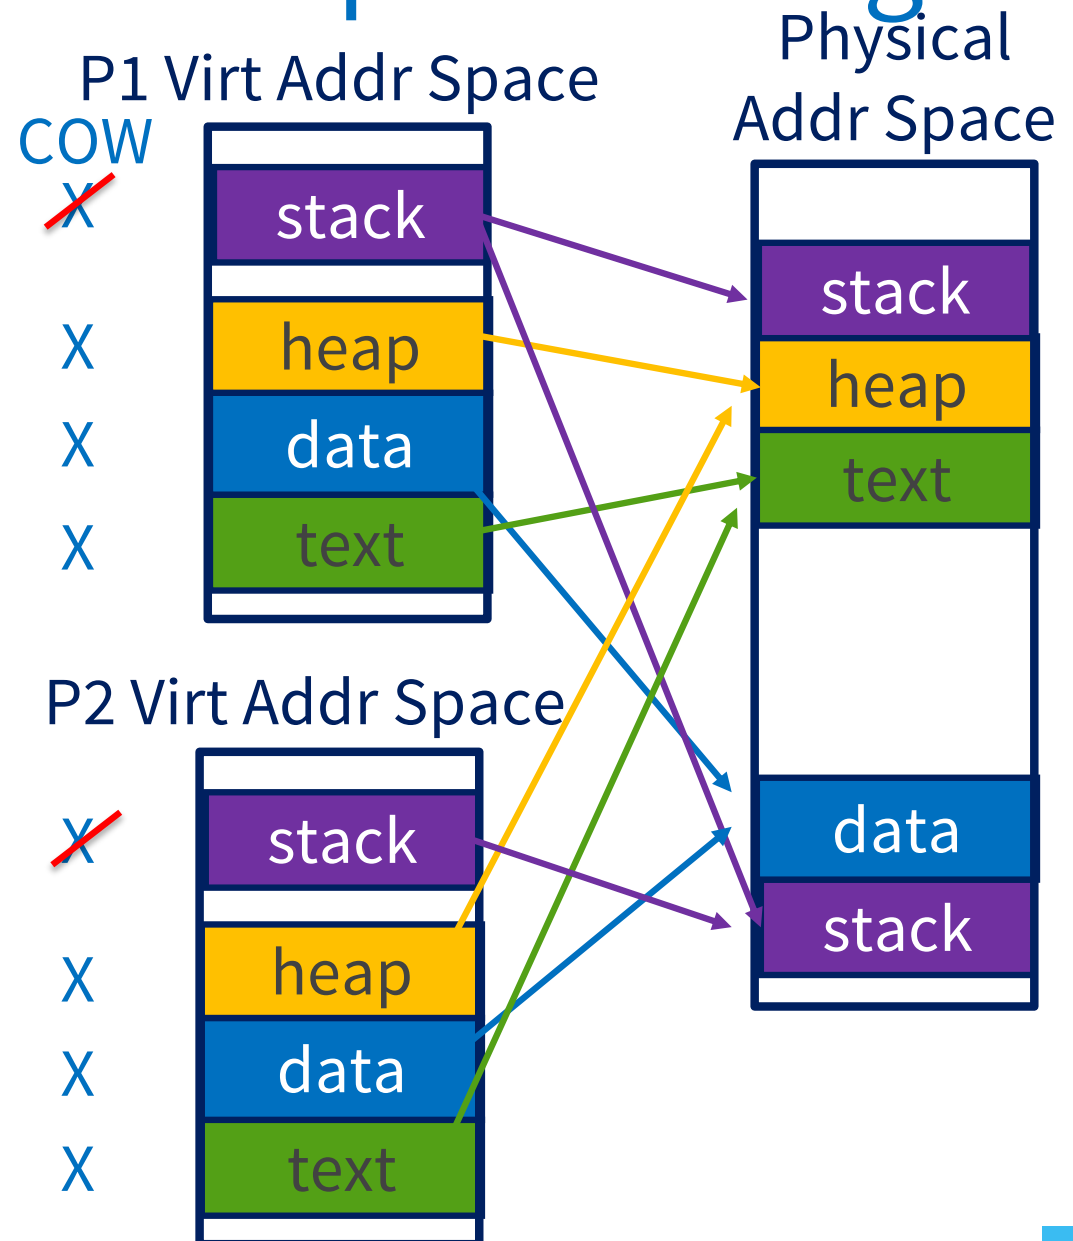 P1 Virt Addr Space
COW
X stack
X heap
X data
X text
P2 Virt Addr Space
X stack
X heap
X data
X text
Physical
Addr Space
stack
heap
text
data
stack